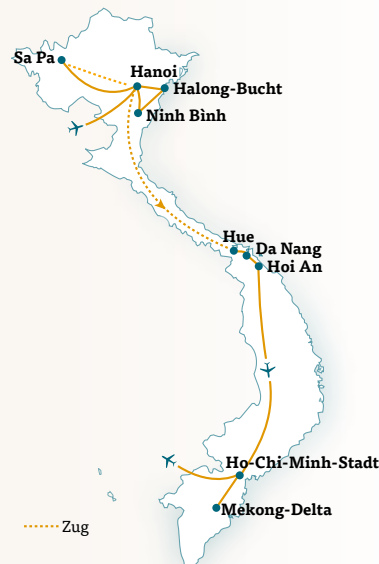 Sa Pa
Hanoi
Halong-Bucht
Ninh Bình
Hue
Da Nang
Hoi An
Ho-Chi-Minh-Stadt
Mekong-Delta
Zug